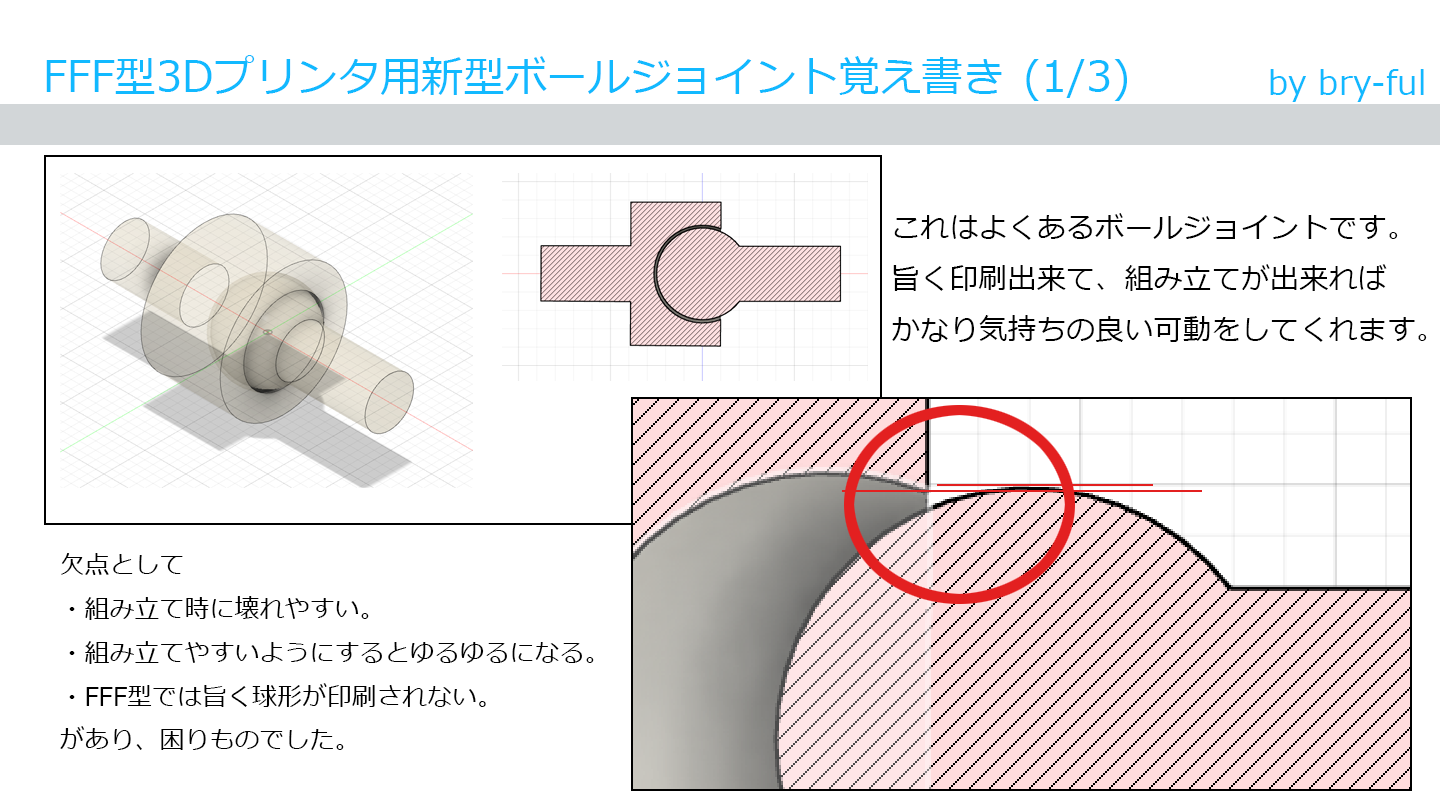 FFF型3Dプリンタ用新型ボールジョイント覚え書き (1/3)
by bry-ful
これはよくあるボールジョイントです。
旨く印刷出来て、組み立てが出来れば
かなり気持ちの良い可動をしてくれます。
欠点として
・組み立て時に壊れやすい。
・組み立てやすいようにするとゆるゆるになる。
・FFF型では旨く球形が印刷されない。
があり、困りものでした。